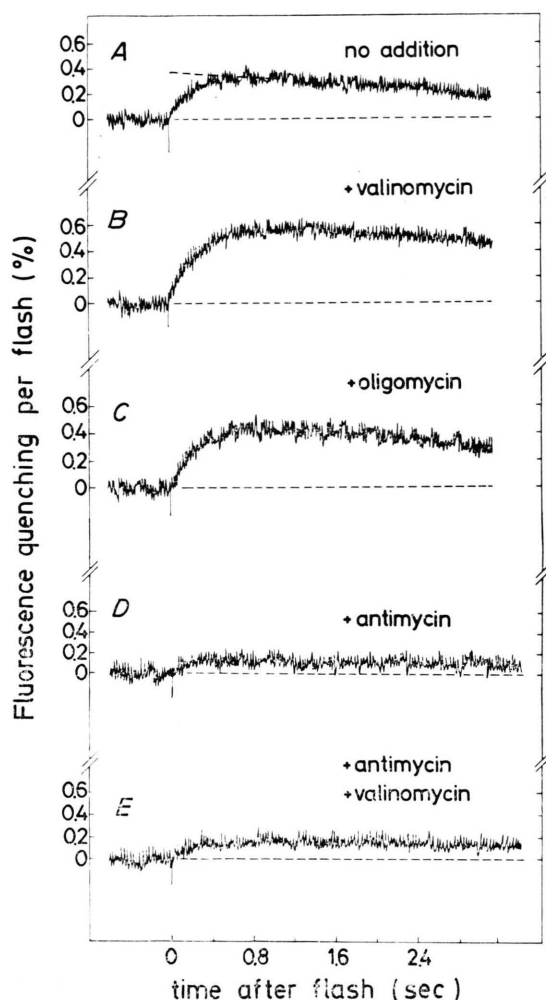 Fluorescence quenching per flash (%)
A
no addition
0.6
0.4
0.2
0
B
+valinomycin
0.6
0.4
0.2
0
C
+oligomycin
0.6
0.4
0.2
0
D
+antimycin
0.6
0.4
0.2
0
E
+antimycin
+valinomycin
0.6
0.4
0.2
0
0 0.8 1.6 2.4
time after flash (sec)